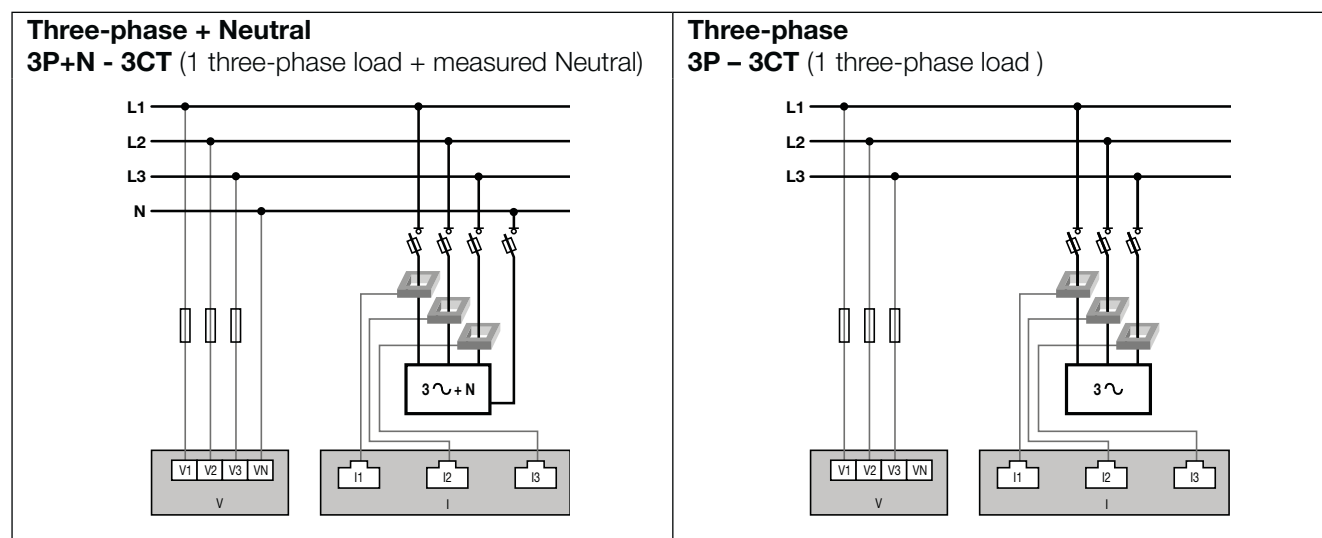 Three-phase + Neutral
3P+N - 3CT (1 three-phase load + measured Neutral)
L1
L2
L3
N
3 + N
V1 V2 V3 VN
V
I1 I2 I3
I
Three-phase
3P – 3CT (1 three-phase load )
L1
L2
L3
3
V1 V2 V3 VN
V
I1 I2 I3
I